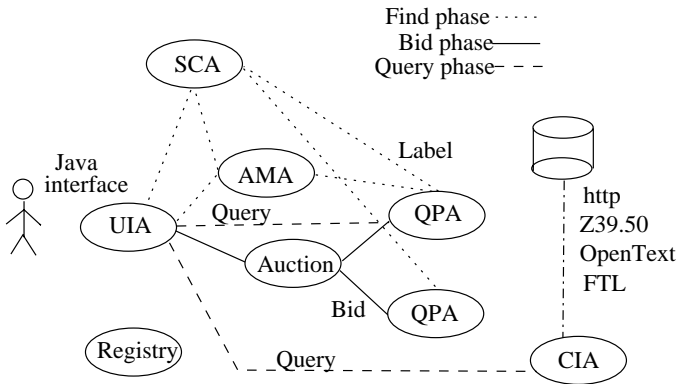 Find phase
Bid phase
Query phase
SCA
Label
Java
interface
AMA
http
Z39.50
OpenText
FTL
UIA
Query
QPA
Auction
Bid
QPA
Registry
Query
CIA